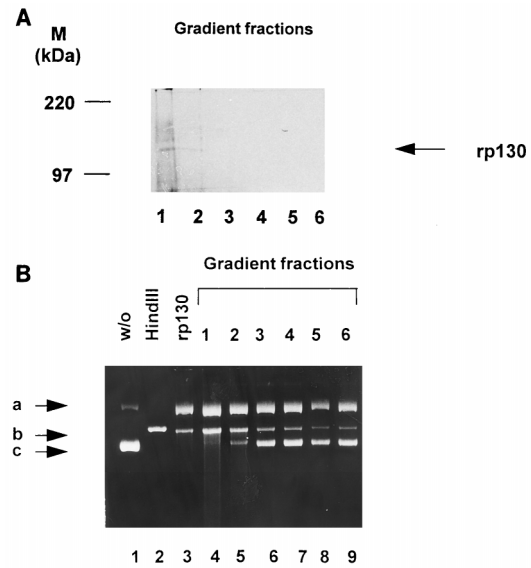 A
M
(kDa)
Gradient fractions
220
97
rp130
1 2 3 4 5 6
B
Gradient fractions
w/o HindIII rp130 1 2 3 4 5 6
a
b
c
1 2 3 4 5 6 7 8 9